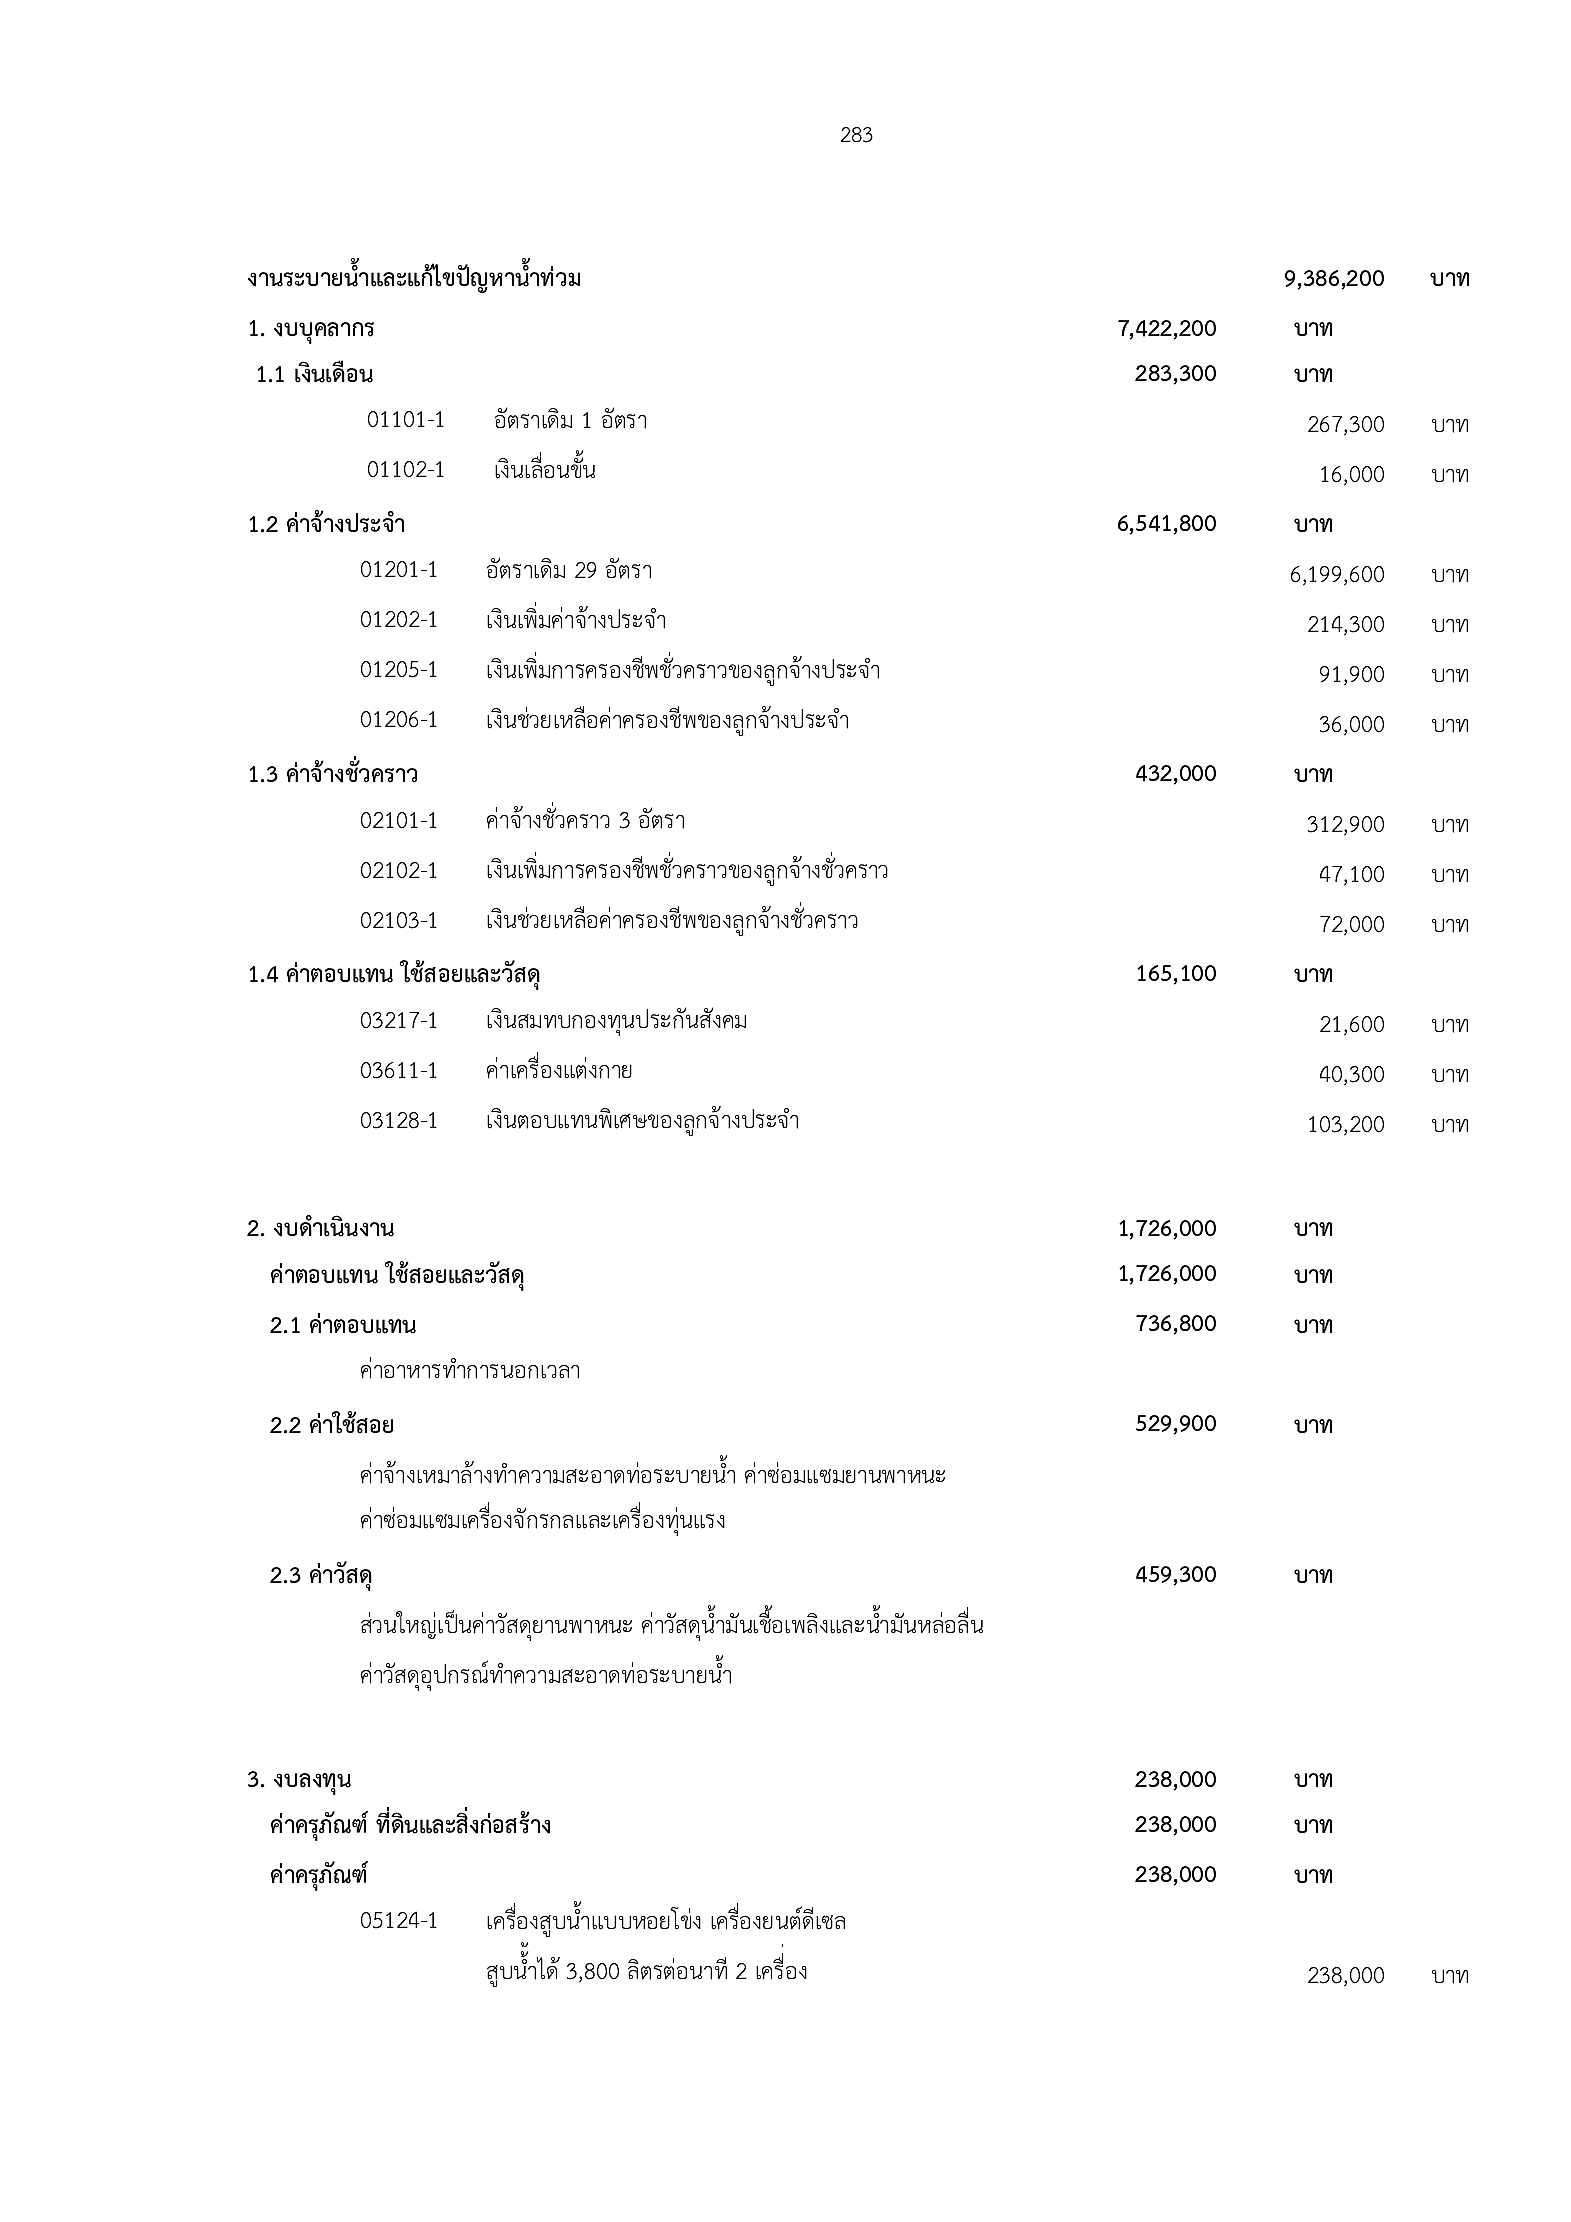 283
งานระบายน้ำและแก้ไขปัญหาน้ำท่วม 9,386,200 บาท
1. งบบุคลากร 7,422,200 บาท
1.1 เงินเดือน 283,300 บาท
01101-1 อัตราเดิม 1 อัตรา 267,300 บาท
01102-1 เงินเลื่อนขั้น 16,000 บาท
1.2 ค่าจ้างประจำ 6,541,800 บาท
01201-1 อัตราเดิม 29 อัตรา 6,199,600 บาท
01202-1 เงินเพิ่มค่าจ้างประจำ 214,300 บาท
01205-1 เงินเพิ่มการครองชีพชั่วคราวของลูกจ้างประจำ 91,900 บาท
01206-1 เงินช่วยเหลือค่าครองชีพของลูกจ้างประจำ 36,000 บาท
1.3 ค่าจ้างชั่วคราว 432,000 บาท
02101-1 ค่าจ้างชั่วคราว 3 อัตรา 312,900 บาท
02102-1 เงินเพิ่มการครองชีพชั่วคราวของลูกจ้างชั่วคราว 47,100 บาท
02103-1 เงินช่วยเหลือค่าครองชีพของลูกจ้างชั่วคราว 72,000 บาท
1.4 ค่าตอบแทน ใช้สอยและวัสดุ 165,100 บาท
03217-1 เงินสมทบกองทุนประกันสังคม 21,600 บาท
03611-1 ค่าเครื่องแต่งกาย 40,300 บาท
03128-1 เงินตอบแทนพิเศษของลูกจ้างประจำ 103,200 บาท
2. งบดำเนินงาน 1,726,000 บาท
ค่าตอบแทน ใช้สอยและวัสดุ 1,726,000 บาท
2.1 ค่าตอบแทน 736,800 บาท
ค่าอาหารทำการนอกเวลา
2.2 ค่าใช้สอย 529,900 บาท
ค่าจ้างเหมาล้างทำความสะอาดท่อระบายน้ำ ค่าซ่อมแซมยานพาหนะ
ค่าซ่อมแซมเครื่องจักรกลและเครื่องทุ่นแรง
2.3 ค่าวัสดุ 459,300 บาท
ส่วนใหญ่เป็นค่าวัสดุยานพาหนะ ค่าวัสดุน้ำมันเชื้อเพลิงและน้ำมันหล่อลื่น
ค่าวัสดุอุปกรณ์ทำความสะอาดท่อระบายน้ำ
3. งบลงทุน 238,000 บาท
ค่าครุภัณฑ์ ที่ดินและสิ่งก่อสร้าง 238,000 บาท
ค่าครุภัณฑ์ 238,000 บาท
05124-1 เครื่องสูบน้ำแบบหอยโข่ง เครื่องยนต์ดีเซล
สูบน้ำได้ 3,800 ลิตรต่อนาที 2 เครื่อง 238,000 บาท